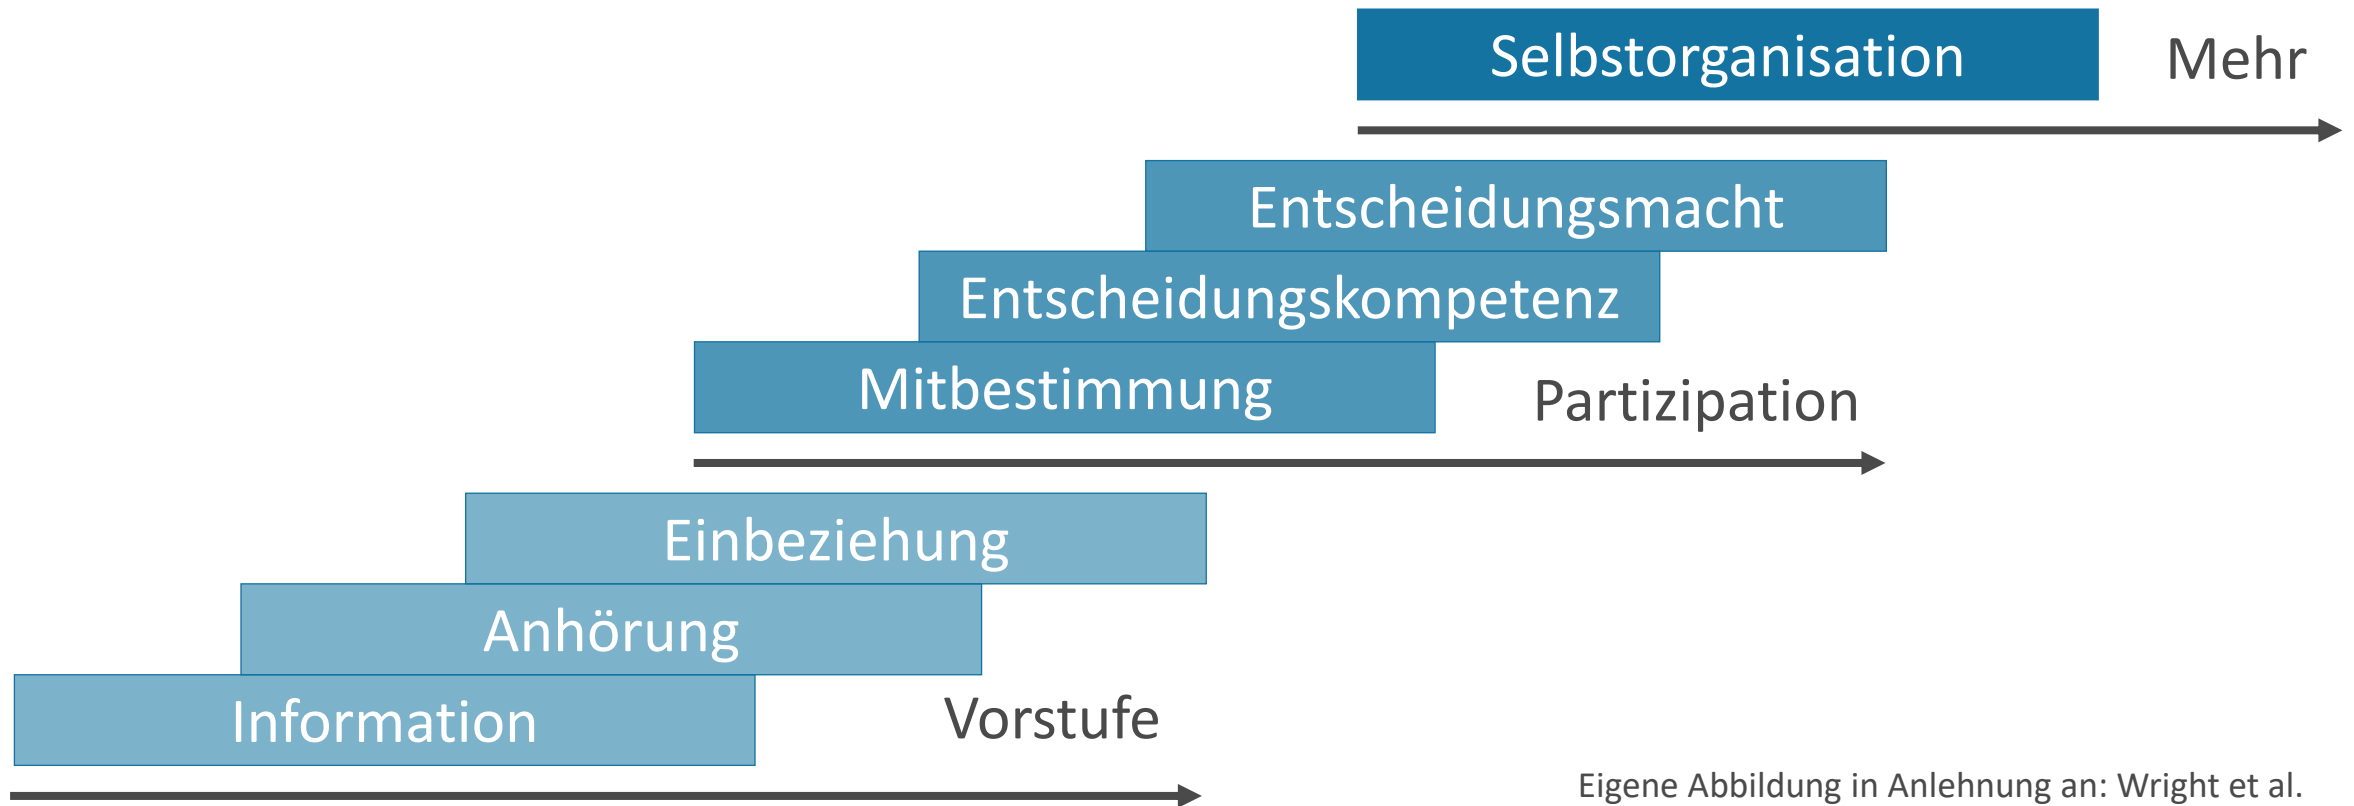 Selbstorganisation
Mehr
Entscheidungsmacht
Entscheidungskompetenz
Mitbestimmung
Partizipation
Einbeziehung
Anhörung
Information
Vorstufe
Eigene Abbildung in Anlehnung an: Wright et al.